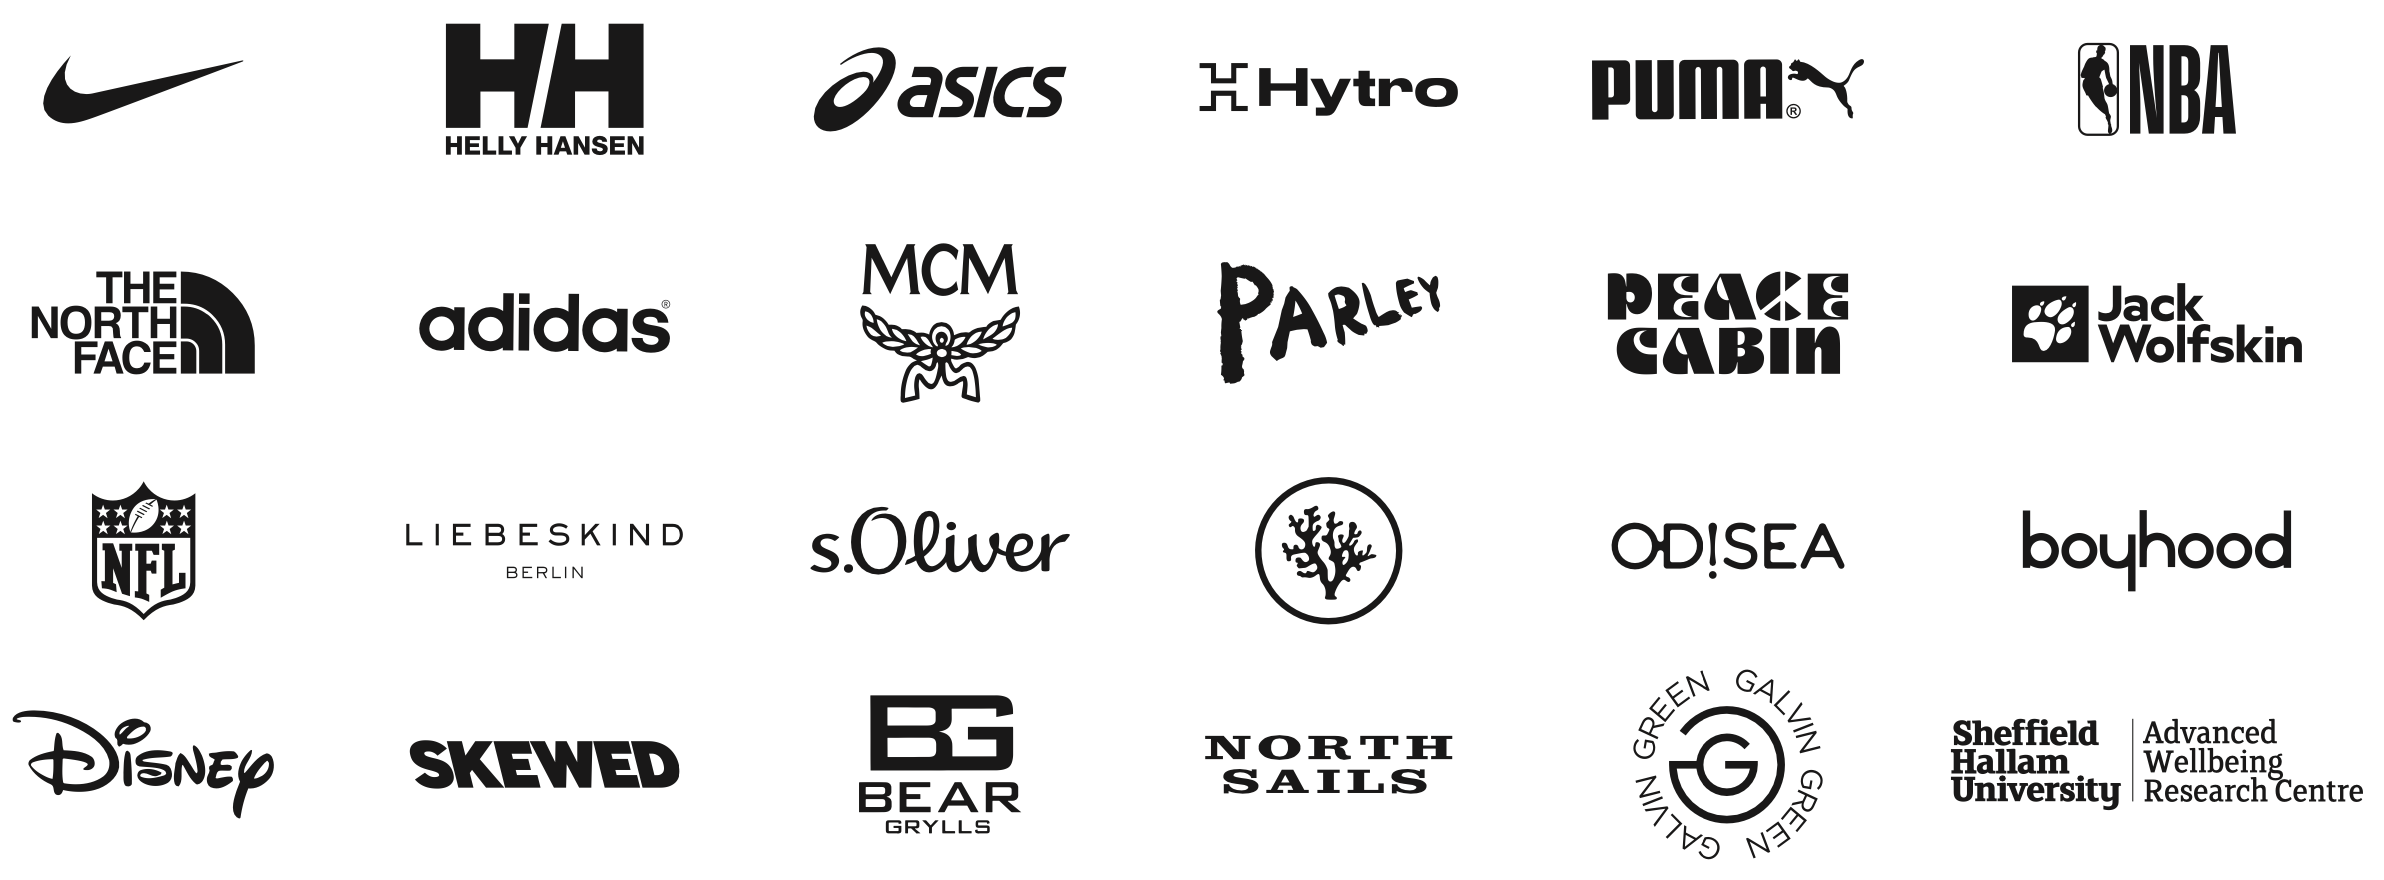 HH
HELLY HANSEN
asics
Hytro
PUMA®
NBA
THE
NORTH
FACE
adidas®
MCM
PARLEY
PEACE
CABIN
Jack
Wolfskin
NFL
LIEBESKIND
BERLIN
s.Oliver
OD!SEA
boyhood
Disney
SKEWED
BG
BEAR
GRYLLS
NORTH
SAILS
GALVIN GREEN GALVIN GREEN
G
Sheffield
Hallam
University
Advanced
Wellbeing
Research Centre